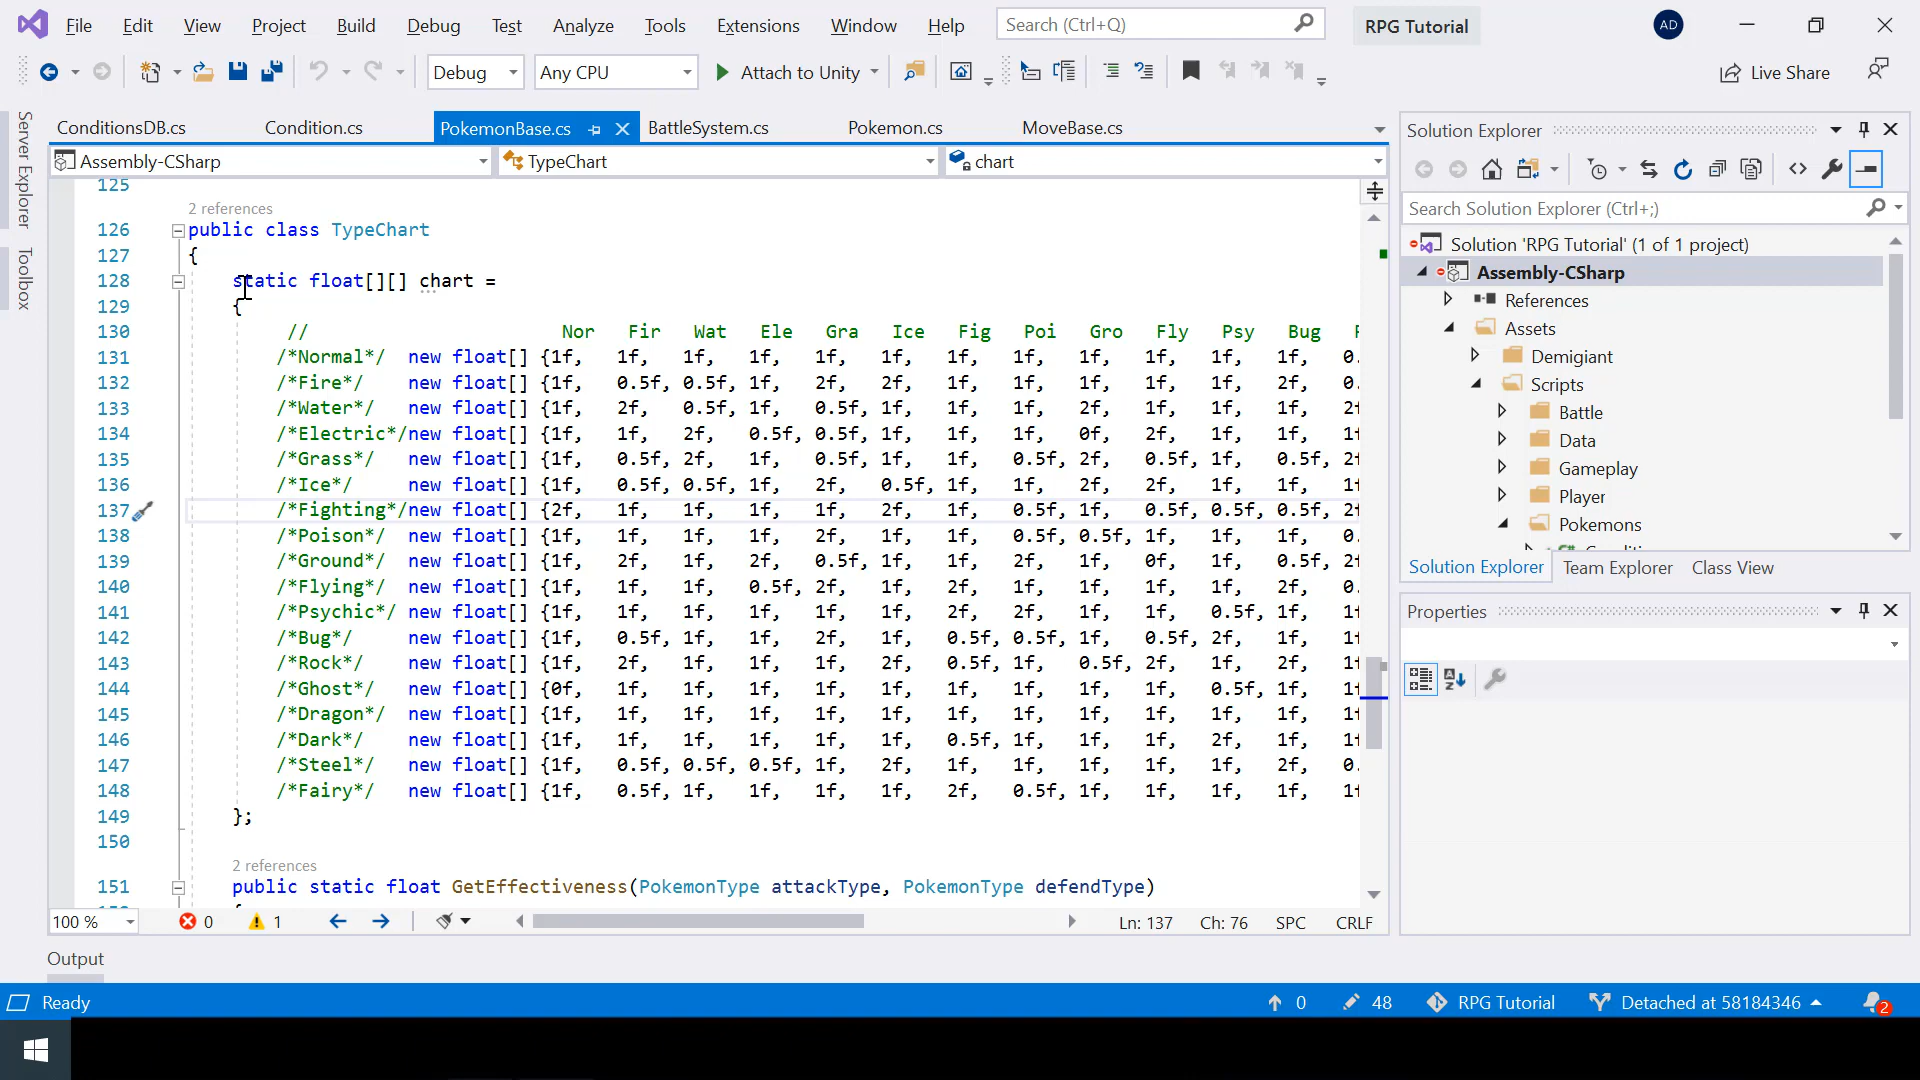 File Edit View Project Build Debug Test Analyze Tools Extensions Window Help Search (Ctrl+Q) RPG Tutorial AD
Debug Any CPU Attach to Unity Live Share
Server Explorer
Toolbox
ConditionsDB.cs Condition.cs PokemonBase.cs BattleSystem.cs Pokemon.cs MoveBase.cs
Assembly-CSharp TypeChart chart
125
2 references
126 public class TypeChart
127 {
128 static float[][] chart =
129 {
130 // Nor Fir Wat Ele Gra Ice Fig Poi Gro Fly Psy Bug
131 /*Normal*/ new float[] {1f, 1f, 1f, 1f, 1f, 1f, 1f, 1f, 1f, 1f, 1f, 1f, 0.
132 /*Fire*/ new float[] {1f, 0.5f, 0.5f, 1f, 2f, 2f, 1f, 1f, 1f, 1f, 1f, 2f, 0.
133 /*Water*/ new float[] {1f, 2f, 0.5f, 1f, 0.5f, 1f, 1f, 1f, 2f, 1f, 1f, 1f, 2f
134 /*Electric*/new float[] {1f, 1f, 2f, 0.5f, 0.5f, 1f, 1f, 1f, 0f, 2f, 1f, 1f, 1f
135 /*Grass*/ new float[] {1f, 0.5f, 2f, 1f, 0.5f, 1f, 1f, 0.5f, 2f, 0.5f, 1f, 0.5f, 2f
136 /*Ice*/ new float[] {1f, 0.5f, 0.5f, 1f, 2f, 0.5f, 1f, 1f, 2f, 2f, 1f, 1f, 1f
137 /*Fighting*/new float[] {2f, 1f, 1f, 1f, 1f, 2f, 1f, 0.5f, 1f, 0.5f, 0.5f, 0.5f, 2f
138 /*Poison*/ new float[] {1f, 1f, 1f, 1f, 2f, 1f, 1f, 0.5f, 0.5f, 1f, 1f, 1f, 0.
139 /*Ground*/ new float[] {1f, 2f, 1f, 2f, 0.5f, 1f, 1f, 2f, 1f, 0f, 1f, 0.5f, 2f
140 /*Flying*/ new float[] {1f, 1f, 1f, 0.5f, 2f, 1f, 2f, 1f, 1f, 1f, 1f, 2f, 0.
141 /*Psychic*/ new float[] {1f, 1f, 1f, 1f, 1f, 1f, 2f, 2f, 1f, 1f, 0.5f, 1f, 1f
142 /*Bug*/ new float[] {1f, 0.5f, 1f, 1f, 2f, 1f, 0.5f, 0.5f, 1f, 0.5f, 2f, 1f, 1f
143 /*Rock*/ new float[] {1f, 2f, 1f, 1f, 1f, 2f, 0.5f, 1f, 0.5f, 2f, 1f, 2f, 1f
144 /*Ghost*/ new float[] {0f, 1f, 1f, 1f, 1f, 1f, 1f, 1f, 1f, 1f, 0.5f, 1f, 1f
145 /*Dragon*/ new float[] {1f, 1f, 1f, 1f, 1f, 1f, 1f, 1f, 1f, 1f, 1f, 1f, 1f
146 /*Dark*/ new float[] {1f, 1f, 1f, 1f, 1f, 1f, 0.5f, 1f, 1f, 1f, 2f, 1f, 1f
147 /*Steel*/ new float[] {1f, 0.5f, 0.5f, 0.5f, 1f, 2f, 1f, 1f, 1f, 1f, 1f, 2f, 0.
148 /*Fairy*/ new float[] {1f, 0.5f, 1f, 1f, 1f, 1f, 2f, 0.5f, 1f, 1f, 1f, 1f, 1f
149 };
150
2 references
151 public static float GetEffectiveness(PokemonType attackType, PokemonType defendType)
100 % 0 1 Ln: 137 Ch: 76 SPC CRLF
Solution Explorer
Search Solution Explorer (Ctrl+;)
Solution 'RPG Tutorial' (1 of 1 project)
Assembly-CSharp
References
Assets
Demigiant
Scripts
Battle
Data
Gameplay
Player
Pokemons
Solution Explorer Team Explorer Class View
Properties
Output
Ready 0 48 RPG Tutorial Detached at 58184346 2